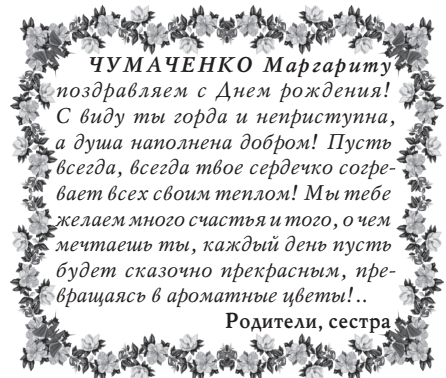 ЧУМАЧЕНКО Маргариту
поздравляем с Днем рождения!
С виду ты горда и неприступна,
а душа наполнена добром! Пусть
всегда, всегда твое сердечко согре-
вает всех своим теплом! Мы тебе
желаем много счастья и того, о чем
мечтаешь ты, каждый день пусть
будет сказочно прекрасным, пре-
вращаясь в ароматные цветы!..
Родители, сестра